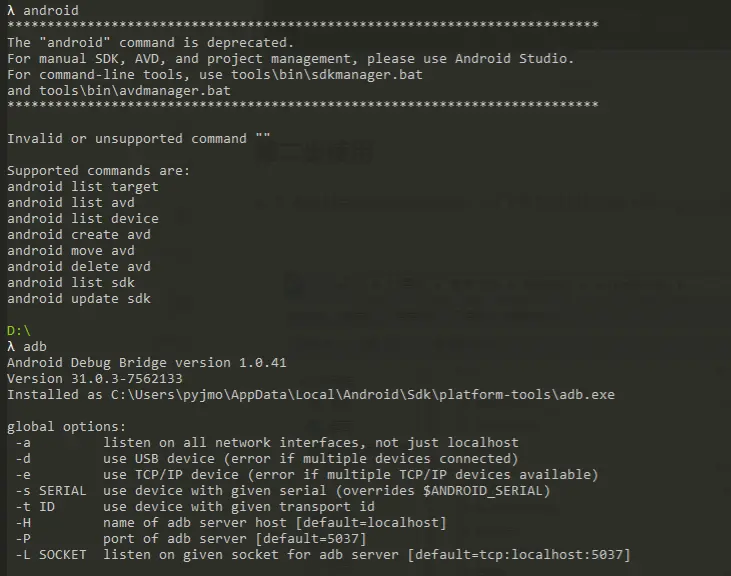 λ android
**************************************************************************
The "android" command is deprecated.
For manual SDK, AVD, and project management, please use Android Studio.
For command-line tools, use tools\bin\sdkmanager.bat
and tools\bin\avdmanager.bat
**************************************************************************
Invalid or unsupported command ""
Supported commands are:
android list target
android list avd
android list device
android create avd
android move avd
android delete avd
android list sdk
android update sdk
D:\
λ adb
Android Debug Bridge version 1.0.41
Version 31.0.3-7562133
Installed as C:\Users\pyjmo\AppData\Local\Android\Sdk\platform-tools\adb.exe
global options:
-a listen on all network interfaces, not just localhost
-d use USB device (error if multiple devices connected)
-e use TCP/IP device (error if multiple TCP/IP devices available)
-s SERIAL use device with given serial (overrides $ANDROID_SERIAL)
-t ID use device with given transport id
-H name of adb server host [default=localhost]
-P port of adb server [default=5037]
-L SOCKET listen on given socket for adb server [default=tcp:localhost:5037]